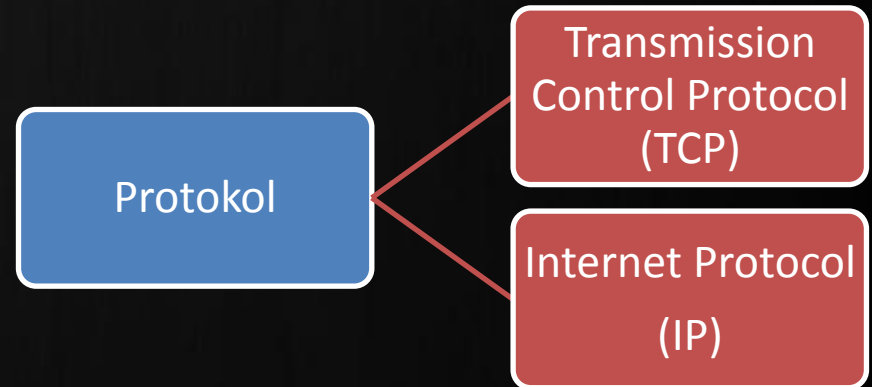 Protokol
Transmission
Control Protocol
(TCP)
Internet Protocol
(IP)